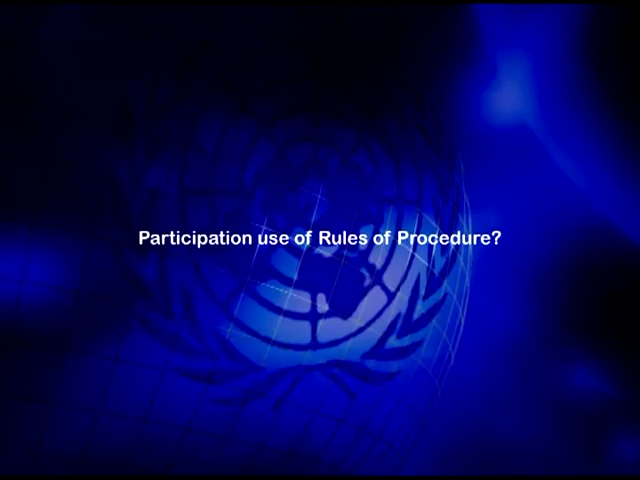 Participation use of Rules of Procedure?